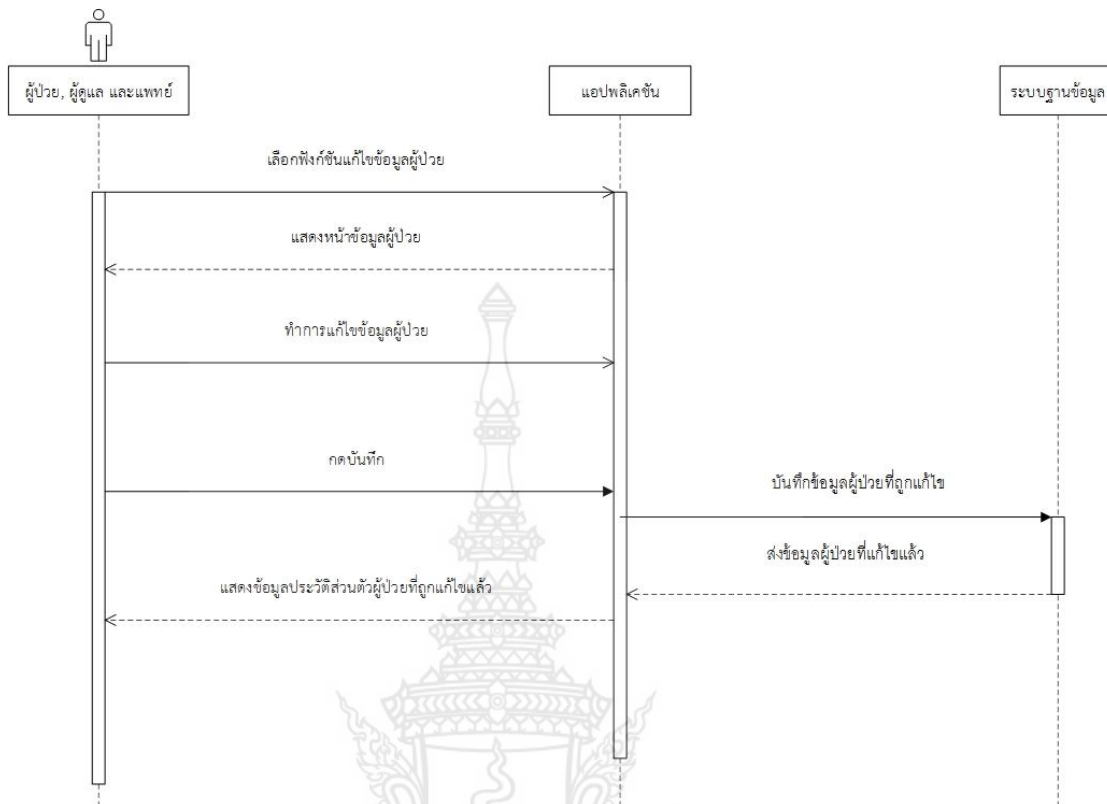 ผู้ป่วย, ผู้ดูแล และแพทย์
แอปพลิเคชัน
ระบบฐานข้อมูล
เลือกฟังก์ชันแก้ไขข้อมูลผู้ป่วย
แสดงหน้าข้อมูลผู้ป่วย
ทำการแก้ไขข้อมูลผู้ป่วย
กดบันทึก
บันทึกข้อมูลผู้ป่วยที่ถูกแก้ไข
ส่งข้อมูลผู้ป่วยที่แก้ไขแล้ว
แสดงข้อมูลประวัติส่วนตัวผู้ป่วยที่ถูกแก้ไขแล้ว